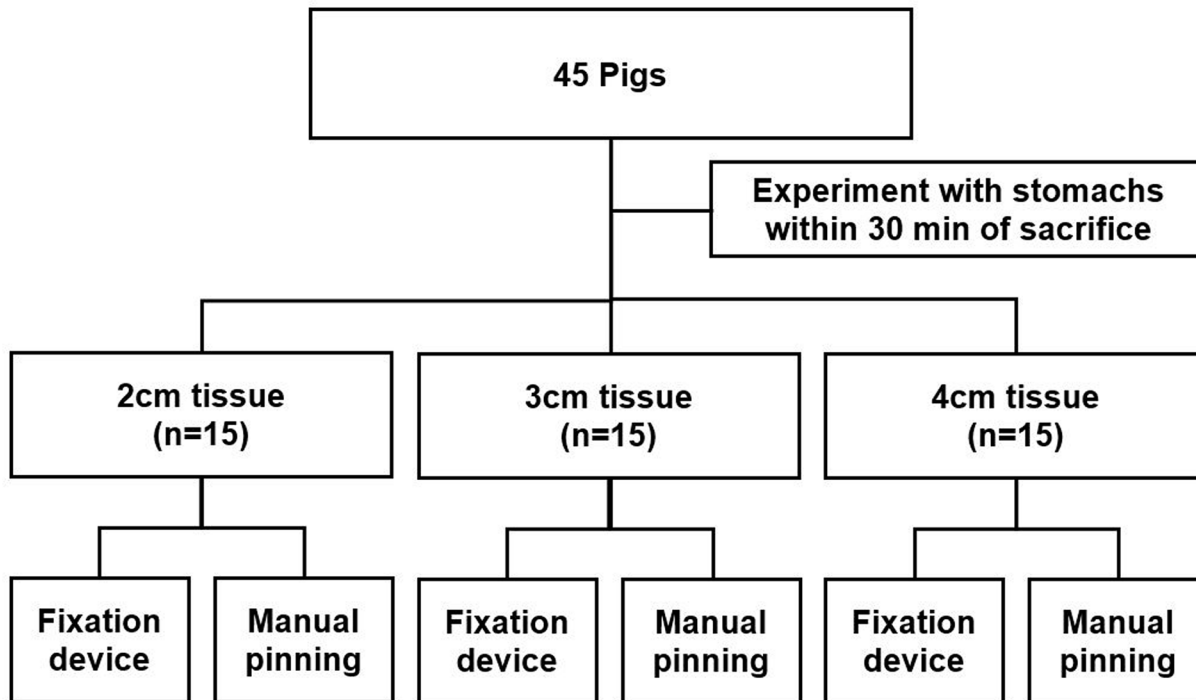 45 Pigs
Experiment with stomachs
within 30 min of sacrifice
2cm tissue
(n=15)
3cm tissue
(n=15)
4cm tissue
(n=15)
Fixation
device
Manual
pinning
Fixation
device
Manual
pinning
Fixation
device
Manual
pinning